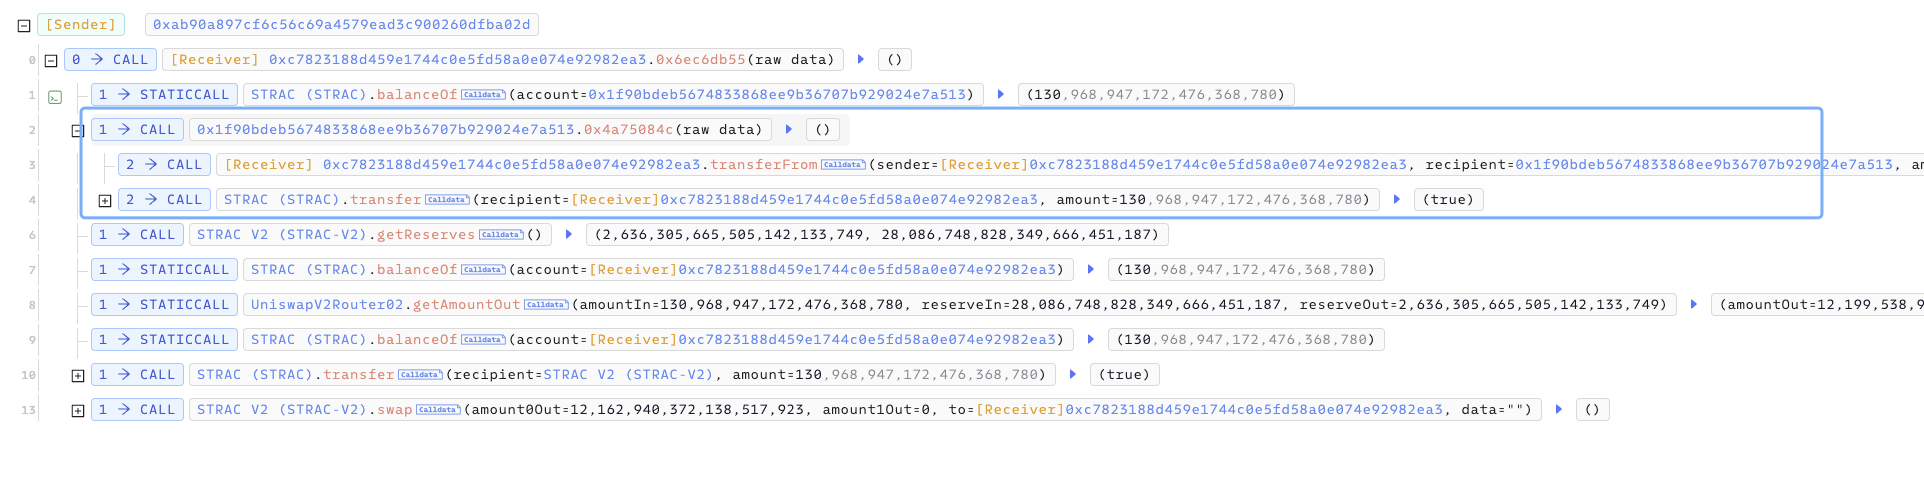 [Sender] 0xab90a897cf6c56c69a4579ead3c900260dfba02d
0 → CALL [Receiver] 0xc7823188d459e1744c0e5fd58a0e074e92982ea3.0x6ec6db55(raw data) ()
1 1 → STATICCALL STRAC (STRAC).balanceOf Calldata (account=0x1f90bdeb5674833868ee9b36707b929024e7a513) (130,968,947,172,476,368,780)
2 1 → CALL 0x1f90bdeb5674833868ee9b36707b929024e7a513.0x4a75084c(raw data) ()
3 2 → CALL [Receiver] 0xc7823188d459e1744c0e5fd58a0e074e92982ea3.transferFrom Calldata (sender=[Receiver]0xc7823188d459e1744c0e5fd58a0e074e92982ea3, recipient=0x1f90bdeb5674833868ee9b36707b929024e7a513,
4 2 → CALL STRAC (STRAC).transfer Calldata (recipient=[Receiver]0xc7823188d459e1744c0e5fd58a0e074e92982ea3, amount=130,968,947,172,476,368,780) (true)
6 1 → CALL STRAC V2 (STRAC-V2).getReserves Calldata () (2,636,305,665,505,142,133,749, 28,086,748,828,349,666,451,187)
7 1 → STATICCALL STRAC (STRAC).balanceOf Calldata (account=[Receiver]0xc7823188d459e1744c0e5fd58a0e074e92982ea3) (130,968,947,172,476,368,780)
8 1 → STATICCALL UniswapV2Router02.getAmountOut Calldata (amountIn=130,968,947,172,476,368,780, reserveIn=28,086,748,828,349,666,451,187, reserveOut=2,636,305,665,505,142,133,749) (amountOut=12,199,538,9
9 1 → STATICCALL STRAC (STRAC).balanceOf Calldata (account=[Receiver]0xc7823188d459e1744c0e5fd58a0e074e92982ea3) (130,968,947,172,476,368,780)
10 1 → CALL STRAC (STRAC).transfer Calldata (recipient=STRAC V2 (STRAC-V2), amount=130,968,947,172,476,368,780) (true)
13 1 → CALL STRAC V2 (STRAC-V2).swap Calldata (amount0Out=12,162,940,372,138,517,923, amount1Out=0, to=[Receiver]0xc7823188d459e1744c0e5fd58a0e074e92982ea3, data="") ()